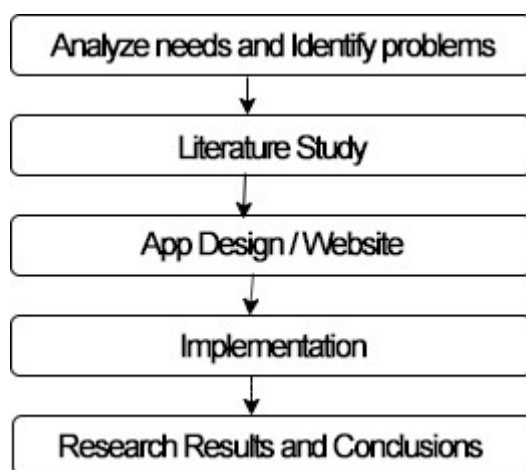 Analyze needs and Identify problems
Literature Study
App Design / Website
Implementation
Research Results and Conclusions